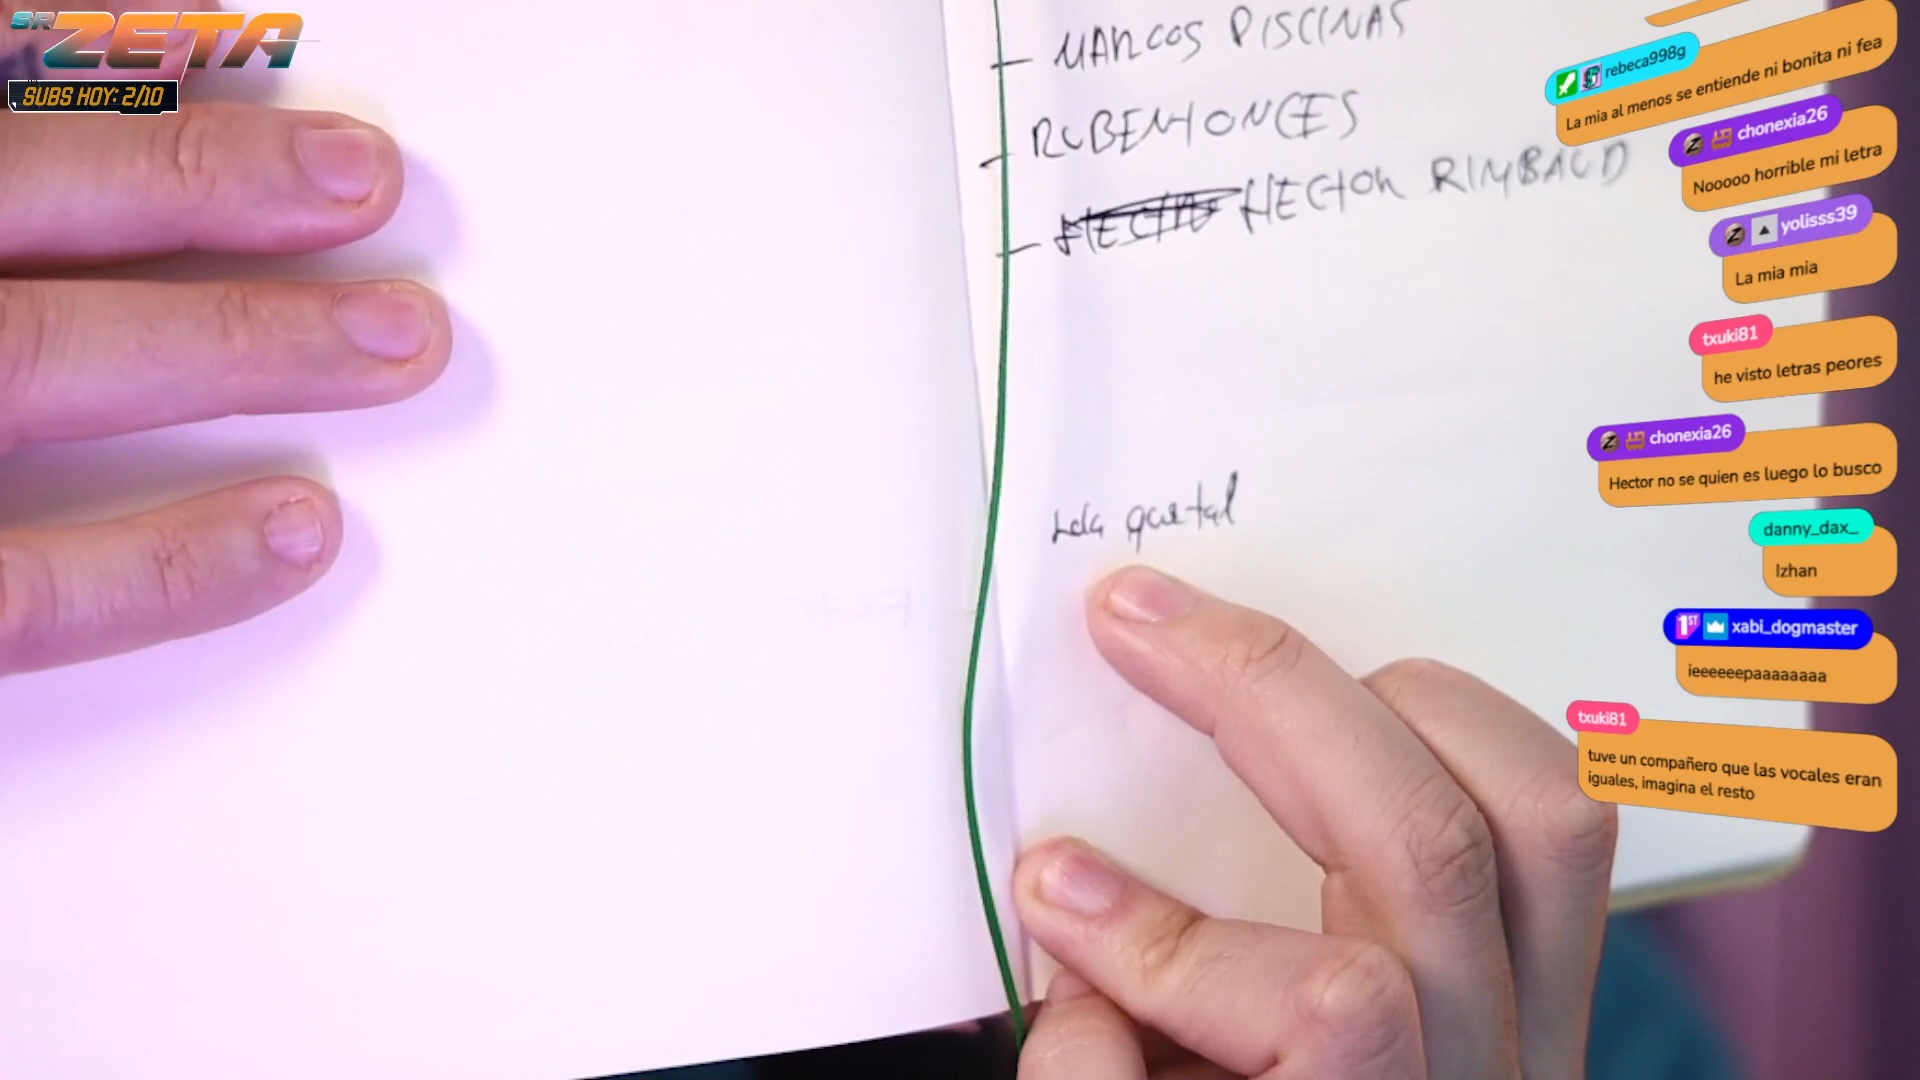 SR ZETA
SUBS HOY: 2/10
- MARCOS PISCINAS
- RUBENHONCES
- HECTOR HECTOR RIMBAUD
que tal
rebeca998g
La mia al menos se entiende ni bonita ni fea
chonexia26
Nooooo horrible mi letra
yolisss39
La mia mia
txuki81
he visto letras peores
chonexia26
Hector no se quien es luego lo busco
danny_dax_
Izhan
1ST xabi_dogmaster
ieeeeeepaaaaaaaa
txuki81
tuve un compañero que las vocales eran
iguales, imagina el resto